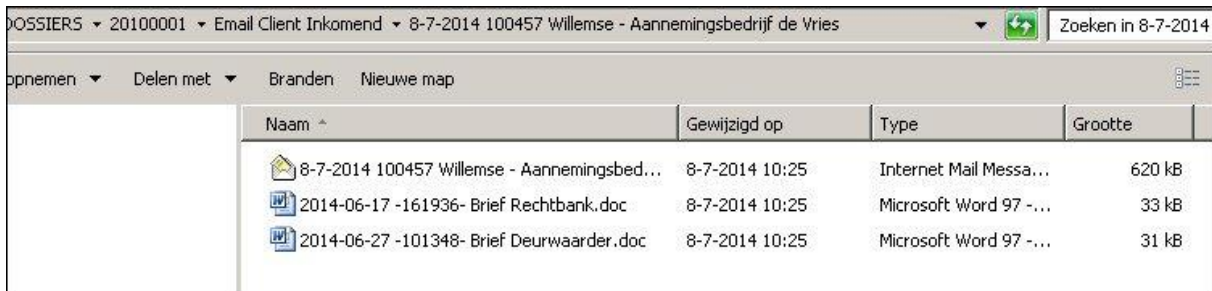 DOSSIERS 20100001 Email Client Inkomend 8-7-2014 100457 Willemse - Aannemingsbedrijf de Vries Zoeken in 8-7-2014
opnemen Delen met Branden Nieuwe map
Naam Gewijzigd op Type Grootte
8-7-2014 100457 Willemse - Aannemingsbed... 8-7-2014 10:25 Internet Mail Messa... 620 kB
2014-06-17 -161936- Brief Rechtbank.doc 8-7-2014 10:25 Microsoft Word 97 -... 33 kB
2014-06-27 -101348- Brief Deurwaarder.doc 8-7-2014 10:25 Microsoft Word 97 -... 31 kB